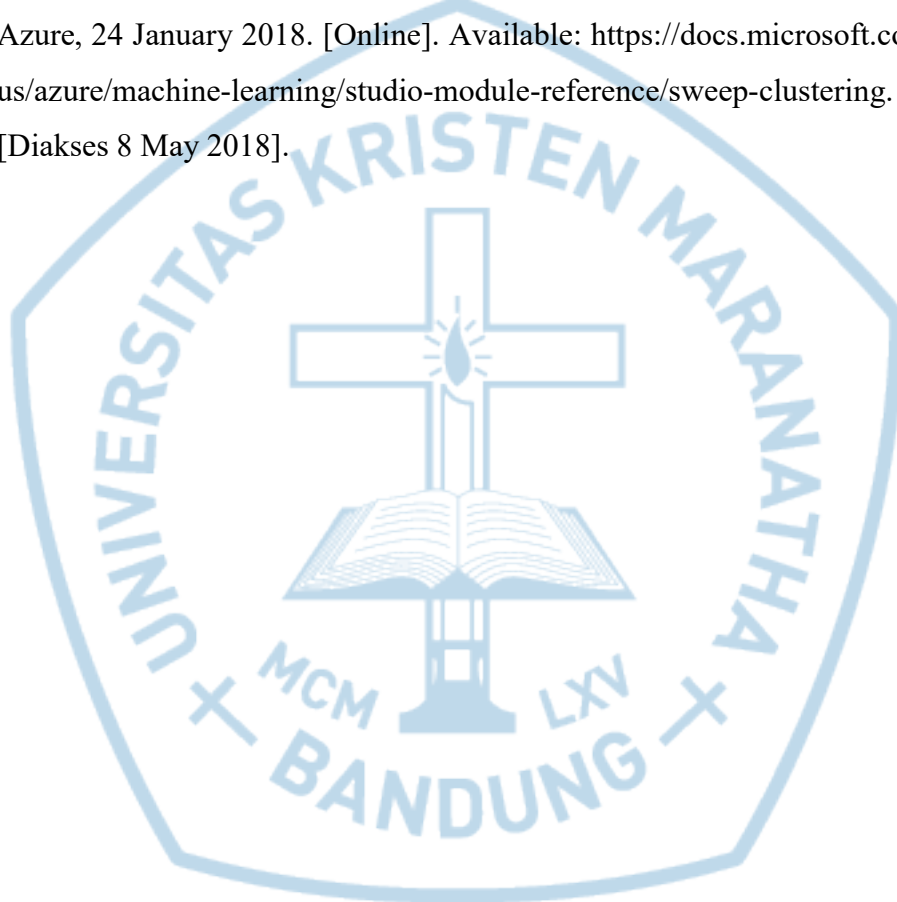 Azure, 24 January 2018. [Online]. Available: https://docs.microsoft.co
us/azure/machine-learning/studio-module-reference/sweep-clustering.
[Diakses 8 May 2018].
UNIVERSITAS KRISTEN MARANATHA
MCM LXV
BANDUNG